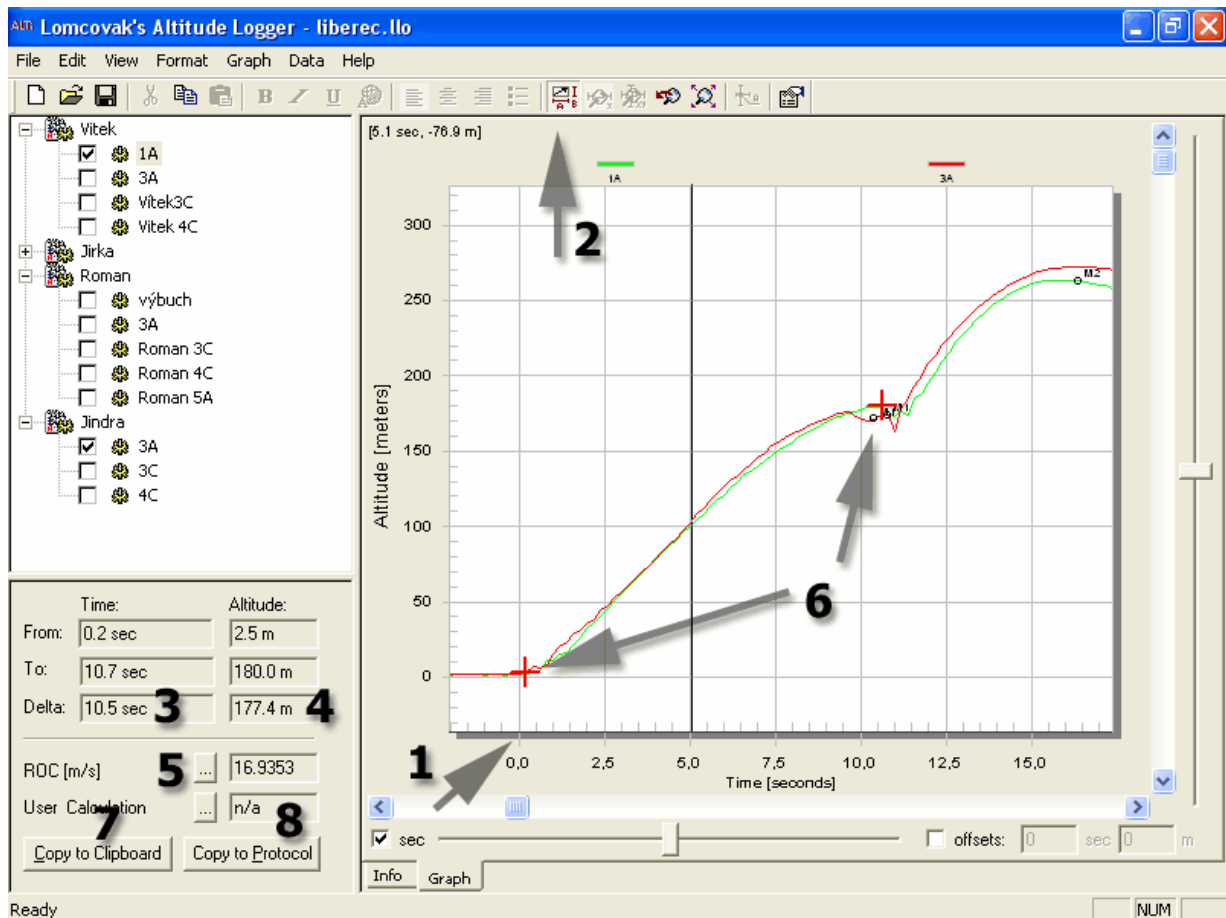 ALTi Lomcovak's Altitude Logger - liberec.llo
File Edit View Format Graph Data Help
B U
Vitek
1A
3A
Vítek3C
Vitek 4C
Jirka
Roman
výbuch
3A
Roman 3C
Roman 4C
Roman 5A
Jindra
3A
3C
4C
Time: Altitude:
From: 0.2 sec 2.5 m
To: 10.7 sec 180.0 m
Delta: 10.5 sec 3 177.4 m 4
ROC [m/s] 5 ... 16.9353
User Calculation ... n/a
7 8
Copy to Clipboard Copy to Protocol
[5.1 sec, -76.9 m]
1A 3A
2
300
250
200
150
100
50
0
Altitude [meters]
M2
M1
6
1
0,0 2,5 5,0 7,5 10,0 12,5 15,0
Time [seconds]
sec offsets: 0 sec 0 m
Info Graph
Ready NUM